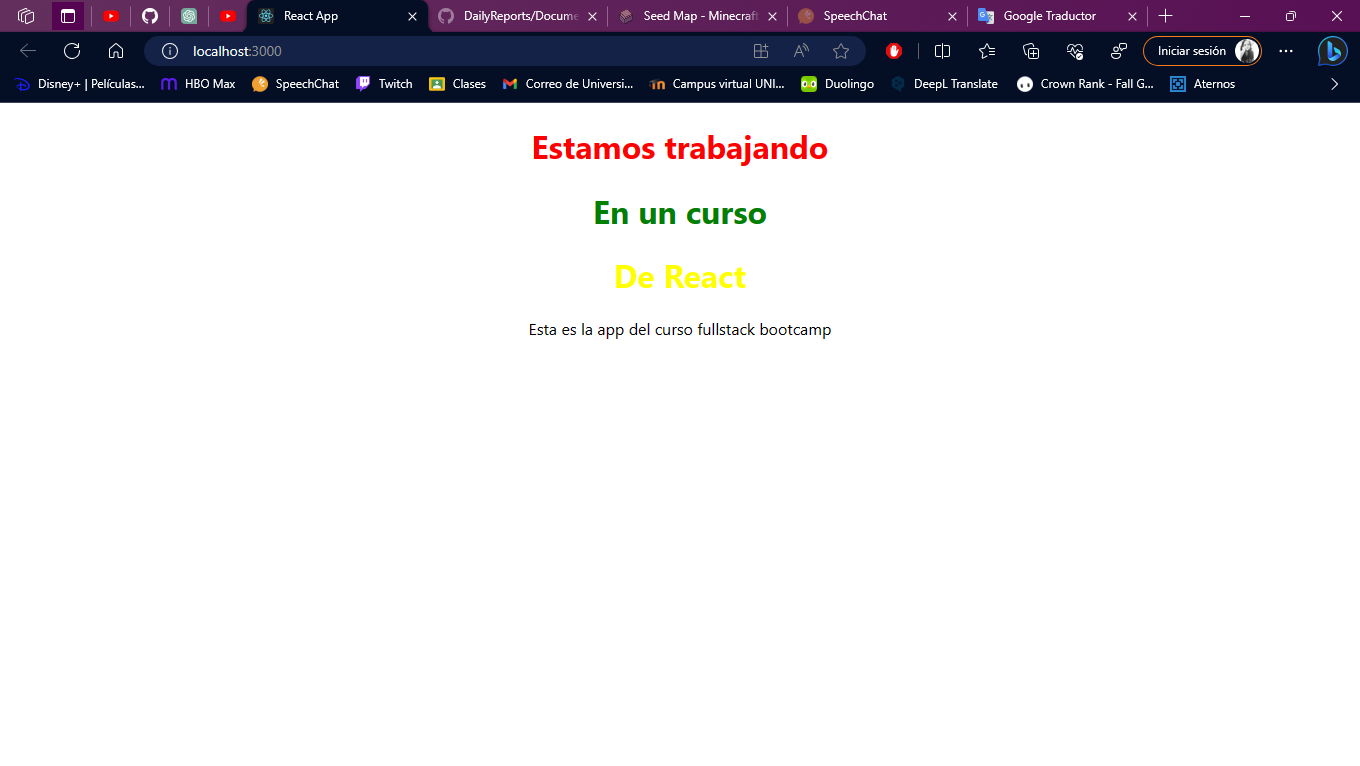 React App
DailyReports/Docume
Seed Map - Minecraft
SpeechChat
Google Traductor
localhost:3000
Iniciar sesión
Disney+ | Películas...
HBO Max
SpeechChat
Twitch
Clases
Correo de Universi...
Campus virtual UNI...
Duolingo
DeepL Translate
Crown Rank - Fall G...
Aternos
Estamos trabajando
En un curso
De React
Esta es la app del curso fullstack bootcamp